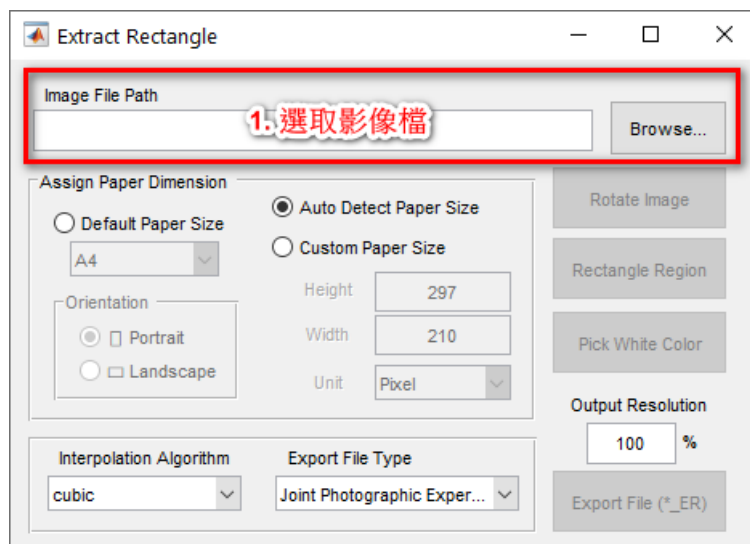 Extract Rectangle
Image File Path
1. 選取影像檔
Browse...
Assign Paper Dimension
Default Paper Size
A4
Orientation
Portrait
Landscape
Auto Detect Paper Size
Custom Paper Size
Height 297
Width 210
Unit Pixel
Rotate Image
Rectangle Region
Pick White Color
Output Resolution
100 %
Interpolation Algorithm
cubic
Export File Type
Joint Photographic Exper...
Export File (*_ER)